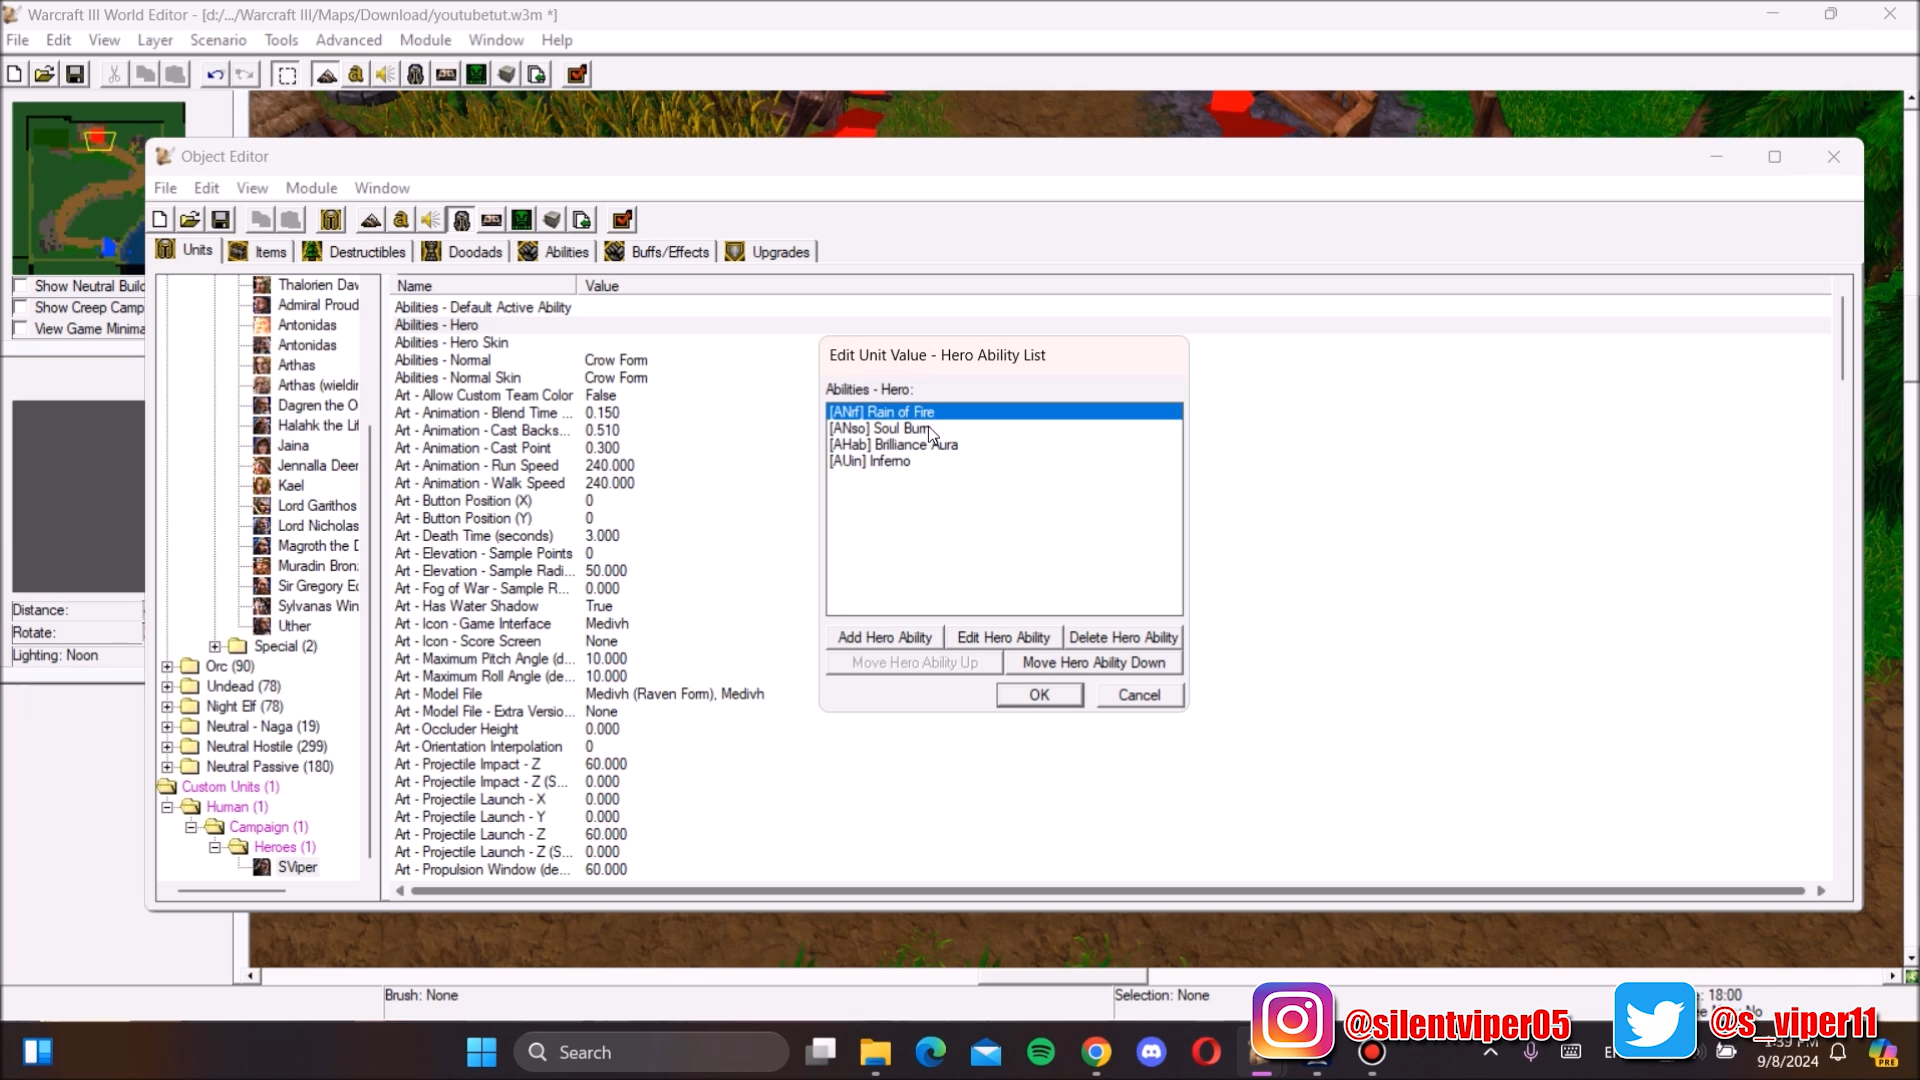 Warcraft III World Editor - [d:/.../Warcraft III/Maps/Download/youtubetut.w3m *]
File Edit View Layer Scenario Tools Advanced Module Window Help
Show Neutral Build
Show Creep Camp
View Game Minima
Distance:
Rotate:
Lighting: Noon
Object Editor
File Edit View Module Window
Units Items Destructibles Doodads Abilities Buffs/Effects Upgrades
Thalorien Daw
Admiral Proud
Antonidas
Antonidas
Arthas
Arthas (wieldin
Dagren the O
Halahk the Lif
Jaina
Jennalla Deer
Kael
Lord Garithos
Lord Nicholas
Magroth the D
Muradin Bron:
Sir Gregory Ed
Sylvanas Win
Uther
Special (2)
Orc (90)
Undead (78)
Night Elf (78)
Neutral - Naga (19)
Neutral Hostile (299)
Neutral Passive (180)
Custom Units (1)
Human (1)
Campaign (1)
Heroes (1)
SViper
Name Value
Abilities - Default Active Ability
Abilities - Hero
Abilities - Hero Skin
Abilities - Normal Crow Form
Abilities - Normal Skin Crow Form
Art - Allow Custom Team Color False
Art - Animation - Blend Time ... 0.150
Art - Animation - Cast Backs... 0.510
Art - Animation - Cast Point 0.300
Art - Animation - Run Speed 240.000
Art - Animation - Walk Speed 240.000
Art - Button Position (X) 0
Art - Button Position (Y) 0
Art - Death Time (seconds) 3.000
Art - Elevation - Sample Points 0
Art - Elevation - Sample Radi... 50.000
Art - Fog of War - Sample R... 0.000
Art - Has Water Shadow True
Art - Icon - Game Interface Medivh
Art - Icon - Score Screen None
Art - Maximum Pitch Angle (d... 10.000
Art - Maximum Roll Angle (de... 10.000
Art - Model File Medivh (Raven Form), Medivh
Art - Model File - Extra Versio... None
Art - Occluder Height 0.000
Art - Orientation Interpolation 0
Art - Projectile Impact - Z 60.000
Art - Projectile Impact - Z (S... 0.000
Art - Projectile Launch - X 0.000
Art - Projectile Launch - Y 0.000
Art - Projectile Launch - Z 60.000
Art - Projectile Launch - Z (S... 0.000
Art - Propulsion Window (de... 60.000
Edit Unit Value - Hero Ability List
Abilities - Hero:
[ANrf] Rain of Fire
[ANso] Soul Burn
[AHab] Brilliance Aura
[AUin] Inferno
Add Hero Ability Edit Hero Ability Delete Hero Ability
Move Hero Ability Up Move Hero Ability Down
OK Cancel
Brush: None Selection: None 18:00
@silentviper05 @s_viper11
Search
1:39 PM
9/8/2024
PRE